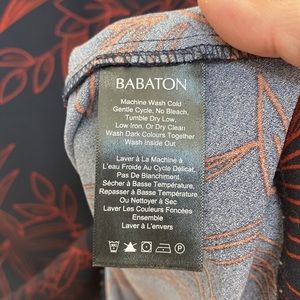 BABATON
Machine Wash Cold
Gentle Cycle, No Bleach,
Tumble Dry Low,
Low Iron, Or Dry Clean
Wash Dark Colours Together
Wash Inside Out
Laver À La Machine à
L'eau Froide Au Cycle Délicat,
Pas De Blanchiment,
Sécher à Basse Température,
Repasser à Basse Température
Ou Nettoyer à Sec
Laver Les Couleurs Foncées
Ensemble
Laver à L'envers